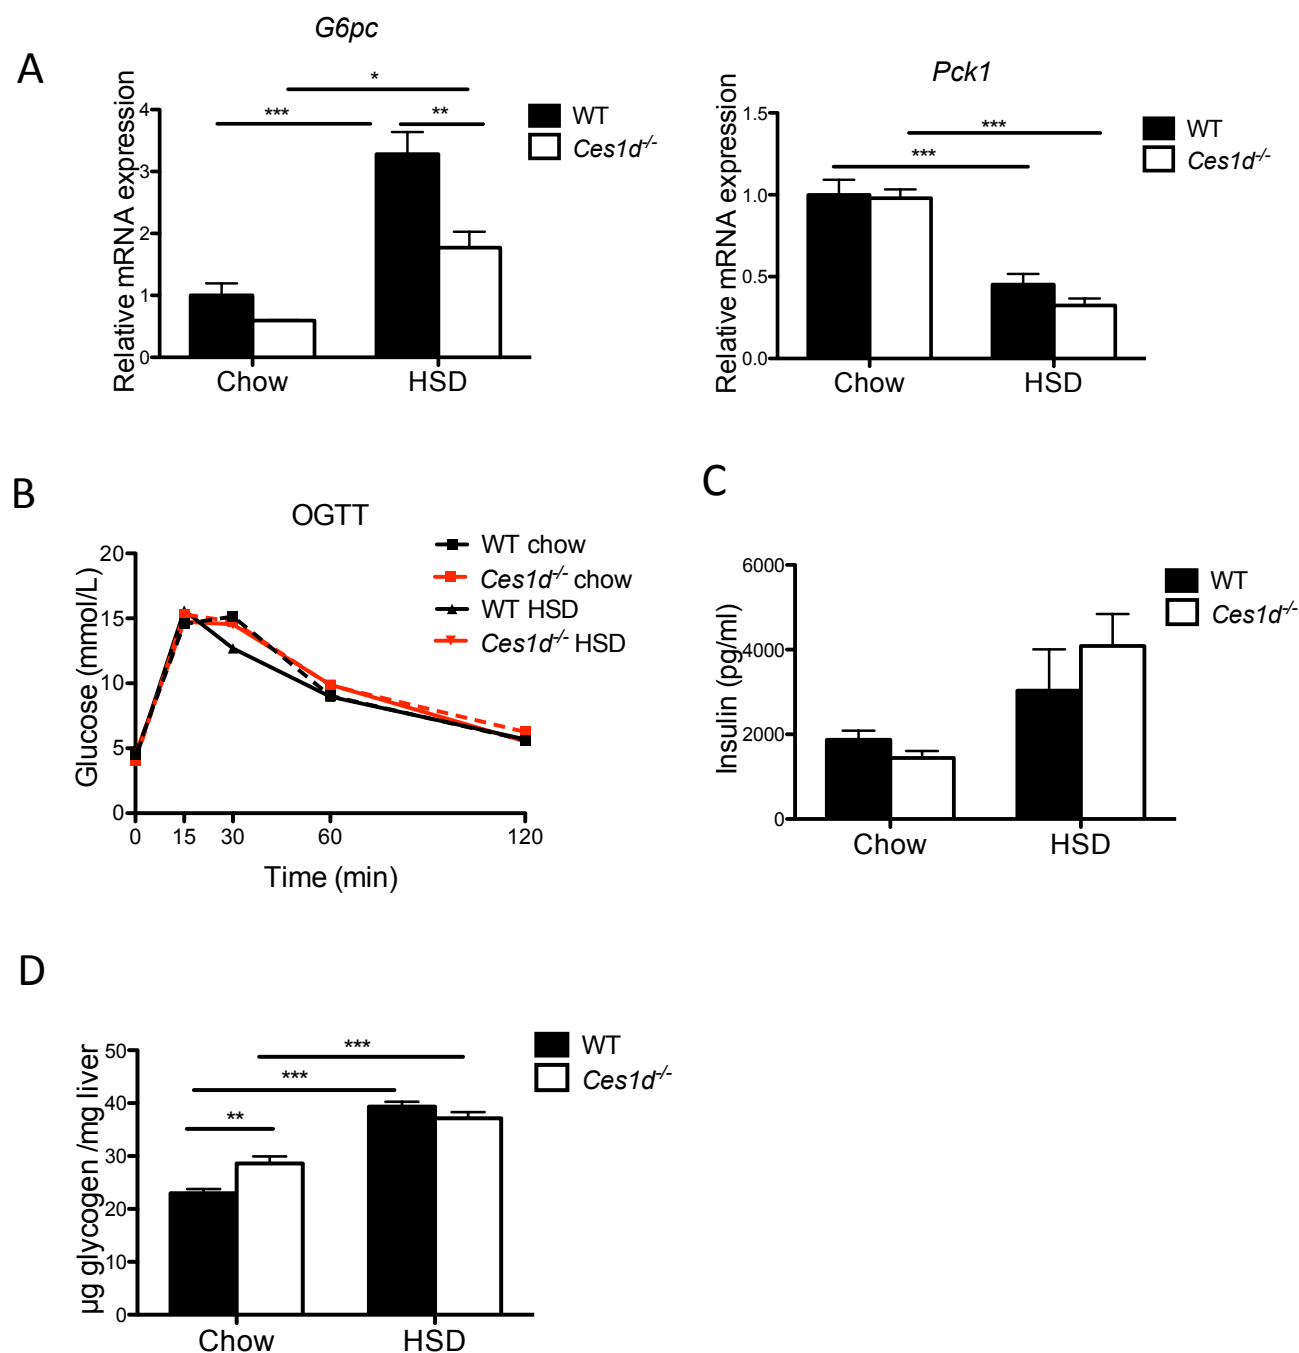 A
G6pc
Relative mRNA expression
4
3
2
1
0
***
*
**
Chow
HSD
WT
Ces1d-/-
Pck1
Relative mRNA expression
1.5
1.0
0.5
0.0
***
***
Chow
HSD
WT
Ces1d-/-
B
OGTT
Glucose (mmol/L)
20
15
10
5
0
0 15 30 60 120
Time (min)
WT chow
Ces1d-/- chow
WT HSD
Ces1d-/- HSD
C
Insulin (pg/ml)
6000
4000
2000
0
Chow
HSD
WT
Ces1d-/-
D
µg glycogen /mg liver
50
40
30
20
10
0
**
***
***
Chow
HSD
WT
Ces1d-/-